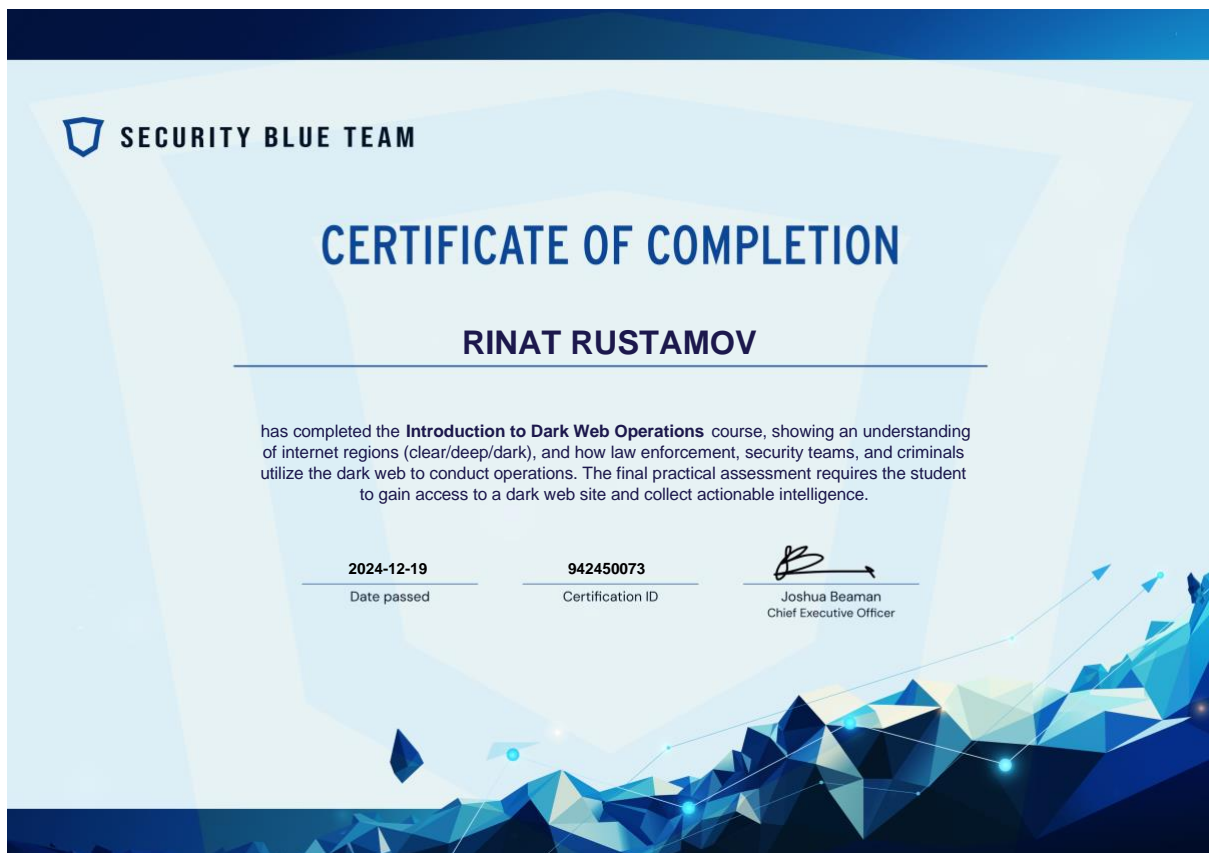 SECURITY BLUE TEAM
CERTIFICATE OF COMPLETION
RINAT RUSTAMOV
has completed the Introduction to Dark Web Operations course, showing an understanding
of internet regions (clear/deep/dark), and how law enforcement, security teams, and criminals
utilize the dark web to conduct operations. The final practical assessment requires the student
to gain access to a dark web site and collect actionable intelligence.
2024-12-19
Date passed
942450073
Certification ID
Joshua Beaman
Chief Executive Officer